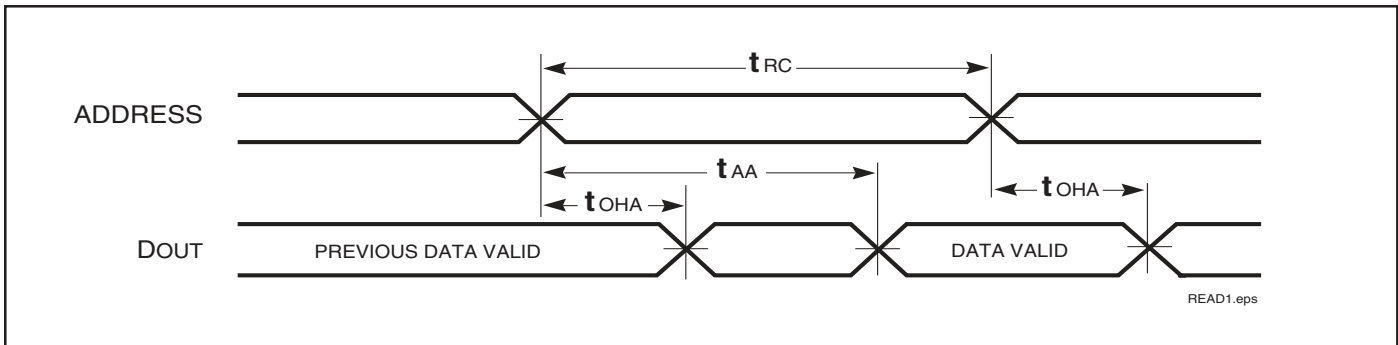 tRC
ADDRESS
tAA
tOHA
tOHA
DOUT
PREVIOUS DATA VALID
DATA VALID
READ1.eps